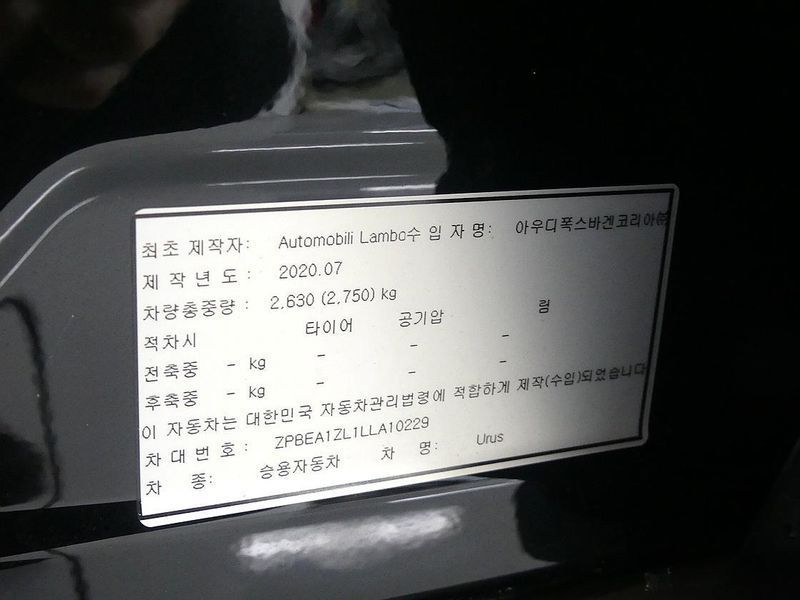 최초 제작자: Automobili Lambo수 입 자 명: 아우디폭스바겐코리아㈜
제 작 년 도 : 2020.07
차량총중량 : 2,630 (2,750) kg
적차시 타이어 공기압 림
전축중 - kg - - -
후축중 - kg - - -
이 자동차는 대한민국 자동차관리법령에 적합하게 제작(수입)되었습니다
차 대 번 호 : ZPBEA1ZL1LLA10229
차 종: 승용자동차 차 명: Urus